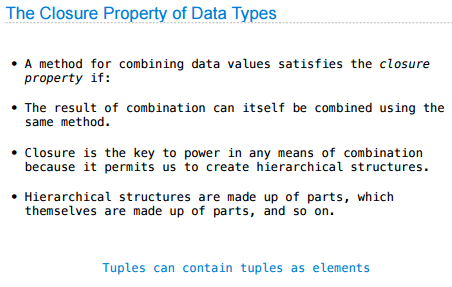 The Closure Property of Data Types
• A method for combining data values satisfies the closure
property if:
• The result of combination can itself be combined using the
same method.
• Closure is the key to power in any means of combination
because it permits us to create hierarchical structures.
• Hierarchical structures are made up of parts, which
themselves are made up of parts, and so on.
Tuples can contain tuples as elements